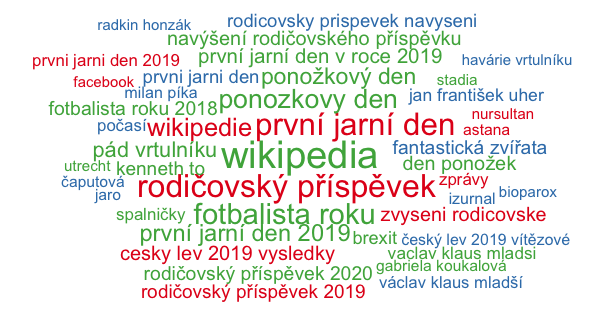 radkin honzák
rodicovsky prispevek navyseni
navýšení rodičovského příspěvku
prvni jarni den 2019
první jarní den v roce 2019
havárie vrtulníku
facebook
prvni jarni den
ponožkový den
stadia
milan píka
ponozkovy den
jan františek uher
fotbalista roku 2018
nursultan
počasí
wikipedie
první jarní den
astana
pád vrtulníku
wikipedia
fantastická zvířata
utrecht
kenneth to
den ponožek
čaputová
rodičovský příspěvek
zprávy
jaro
izurnal
bioparox
spalničky
fotbalista roku
zvyseni rodicovske
první jarní den 2019
brexit
český lev 2019 vítězové
cesky lev 2019 vysledky
vaclav klaus mladsi
gabriela koukalová
rodičovský příspěvek 2020
václav klaus mladší
rodičovský příspěvek 2019